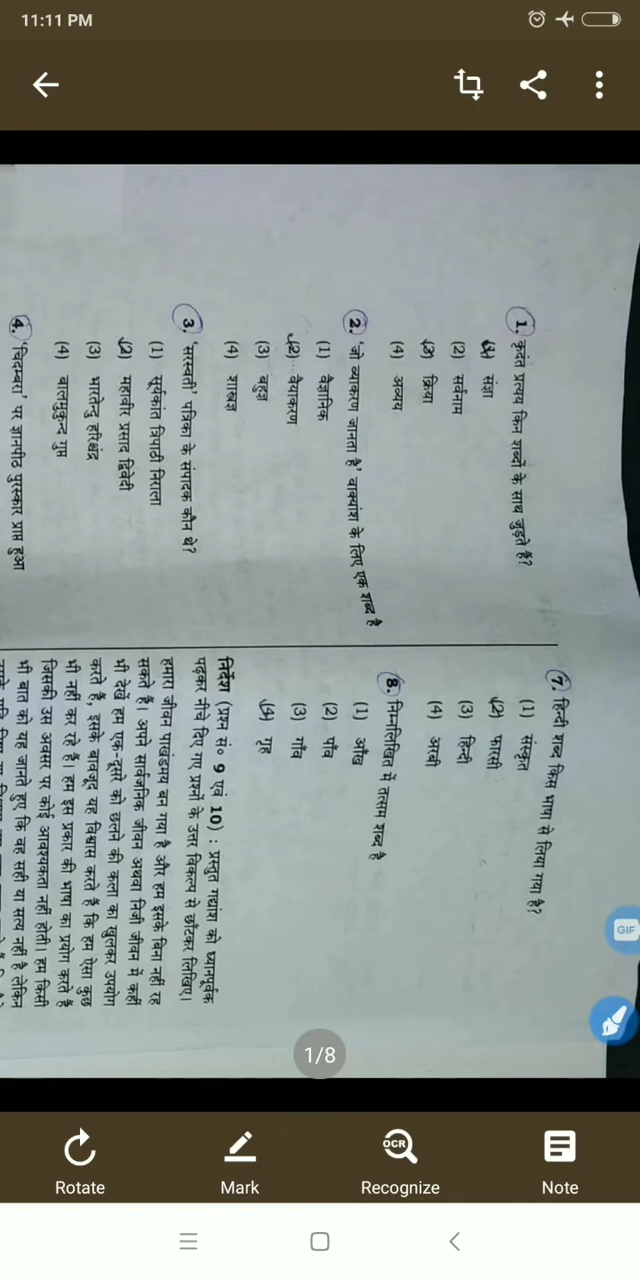 11:11 PM
1. कृदंत प्रत्यय किन शब्दों के साथ जुड़ते हैं?
(1) संज्ञा
(2) सर्वनाम
(3) क्रिया
(4) अव्यय
2. 'जो व्याकरण जानता है' वाक्यांश के लिए एक शब्द है
(1) वैज्ञानिक
(2) वैयाकरण
(3) बहुज्ञ
(4) शास्त्रज्ञ
3. 'सरस्वती' पत्रिका के संपादक कौन थे?
(1) सूर्यकांत त्रिपाठी निराला
(2) महावीर प्रसाद द्विवेदी
(3) भारतेन्दु हरिश्चंद्र
(4) बालमुकुन्द गुप्त
4. 'चिदम्बरा' पर ज्ञानपीठ पुरस्कार प्राप्त हुआ
7. हिन्दी शब्द किस भाषा से लिया गया है?
(1) संस्कृत
(2) फारसी
(3) हिन्दी
(4) अरबी
8. निम्नलिखित में तत्सम शब्द है
(1) आँख
(2) पाँव
(3) गाँव
(4) गृह
निर्देश (प्रश्न सं० 9 एवं 10) : प्रस्तुत गद्यांश को ध्यानपूर्वक
पढ़कर नीचे दिए गए प्रश्नों के उत्तर विकल्प से छाँटकर लिखिए।
हमारा जीवन पाखंडमय बन गया है और हम इसके बिना नहीं रह
सकते हैं। अपने सार्वजनिक जीवन अथवा निजी जीवन में कहीं
भी देखें हम एक-दूसरे को छलने की कला का खुलकर उपयोग
करते हैं, इसके बावजूद यह विश्वास करते हैं कि हम ऐसा कुछ
भी नहीं कर रहे हैं। हम इस प्रकार की भाषा का प्रयोग करते हैं
जिसकी उस अवसर पर कोई आवश्यकता नहीं होती। हम किसी
भी बात को यह जानते हुए कि वह सही या सत्य नहीं है लेकिन
GIF
1/8
OCR
Rotate
Mark
Recognize
Note